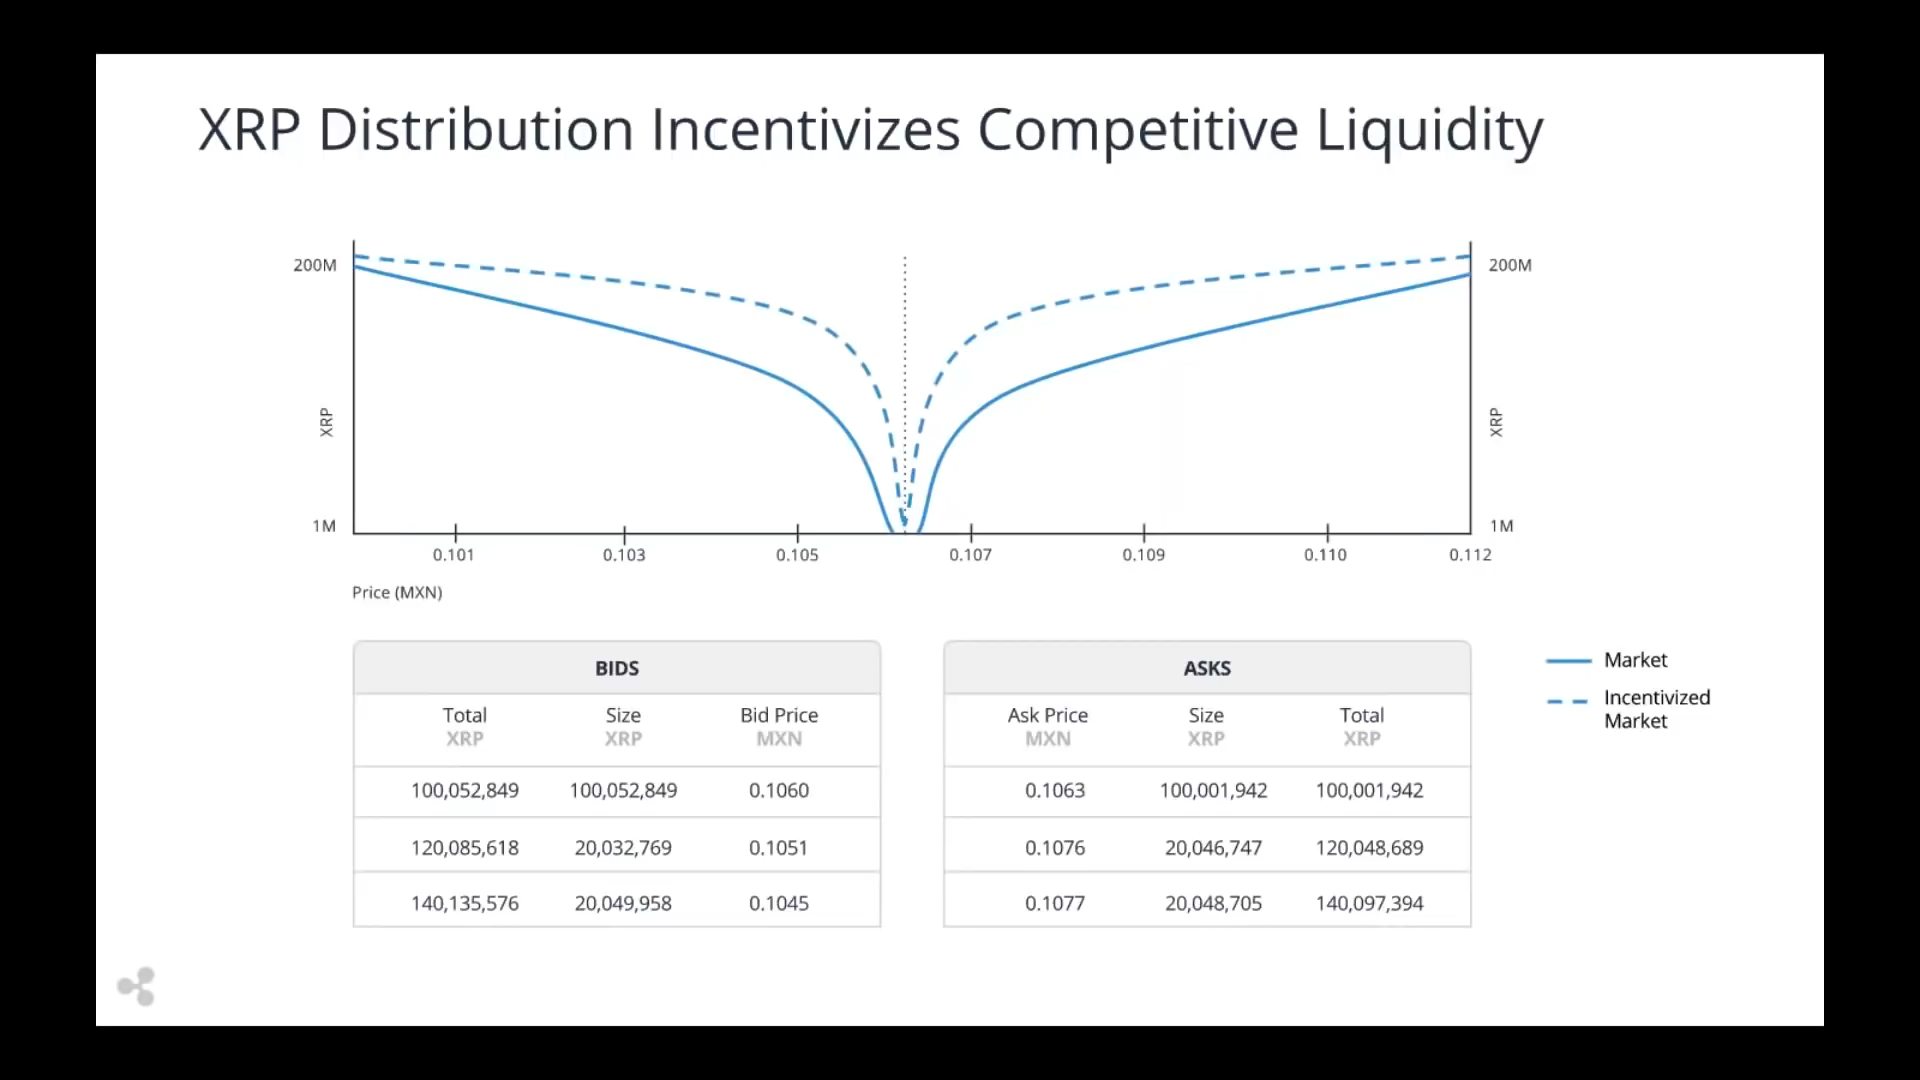 XRP Distribution Incentivizes Competitive Liquidity
200M
200M
XRP
XRP
1M
1M
0.101
0.103
0.105
0.107
0.109
0.110
0.112
Price (MXN)
BIDS
Total Size Bid Price
XRP XRP MXN
100,052,849 100,052,849 0.1060
120,085,618 20,032,769 0.1051
140,135,576 20,049,958 0.1045
ASKS
Ask Price Size Total
MXN XRP XRP
0.1063 100,001,942 100,001,942
0.1076 20,046,747 120,048,689
0.1077 20,048,705 140,097,394
Market
Incentivized
Market